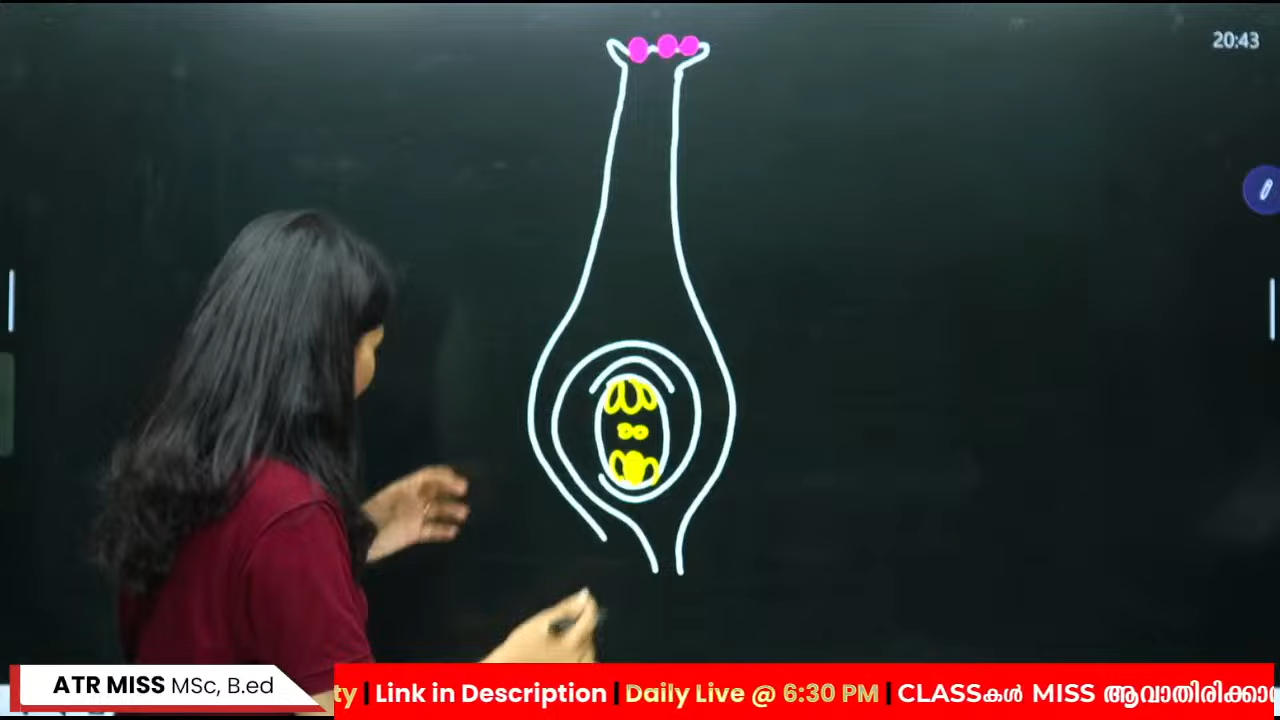 20:43
ATR MISS MSc, B.ed
ty | Link in Description | Daily Live @ 6:30 PM | CLASSകൾ MISS ആവാതിരിക്കാ